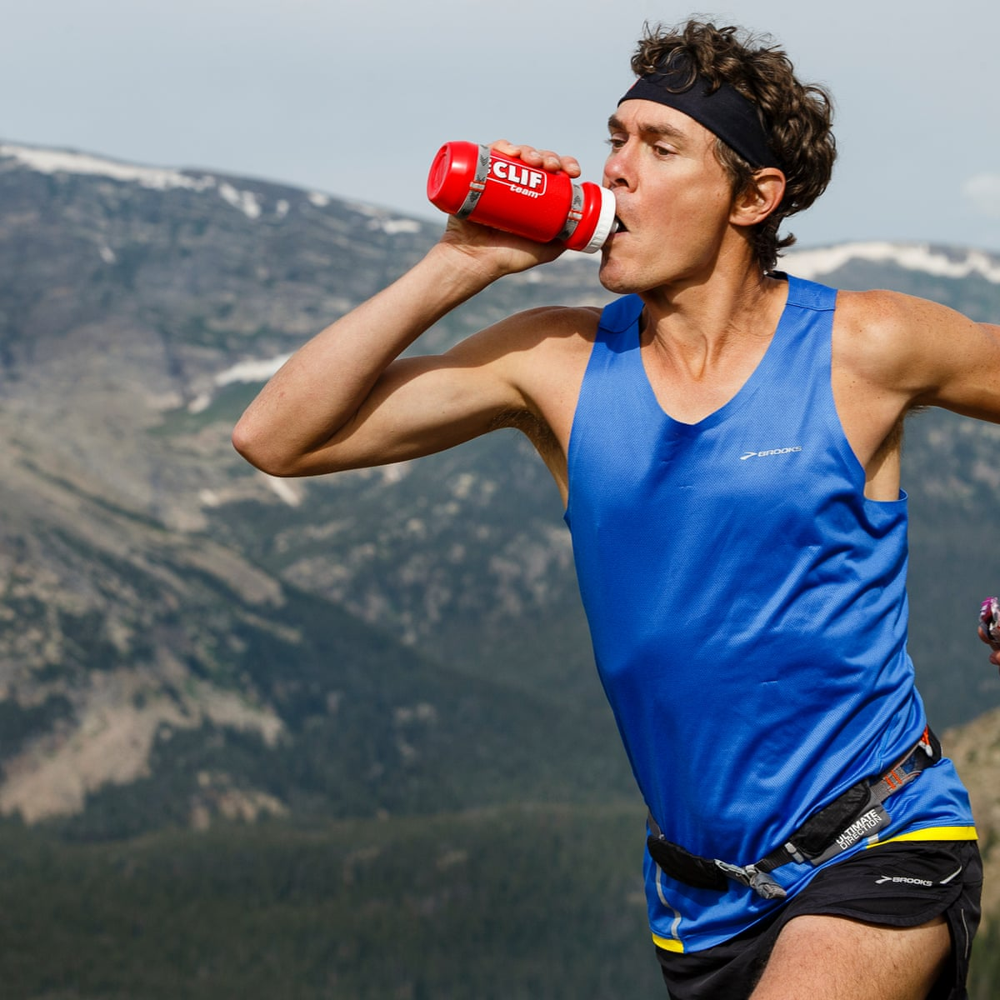 CLIF
team
BROOKS
ULTIMATE
DIRECTION
BROOKS